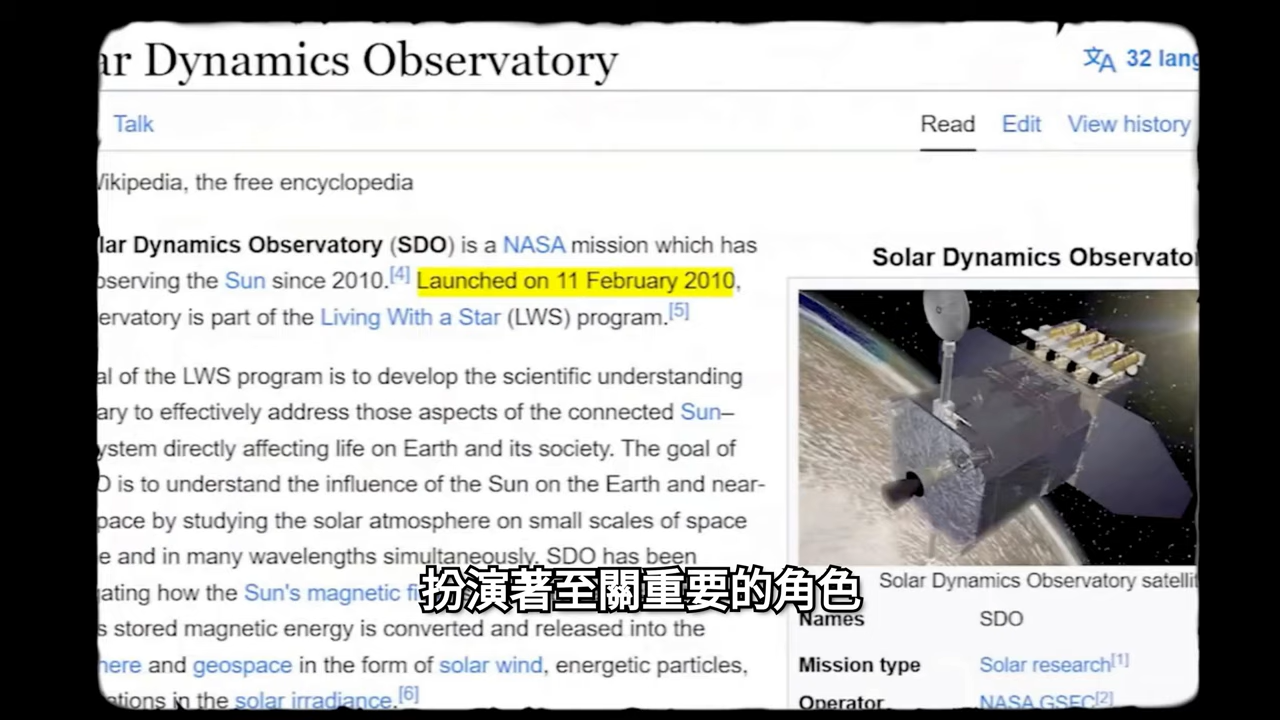 ar Dynamics Observatory
32 lang
Talk
Read Edit View history
Wikipedia, the free encyclopedia
lar Dynamics Observatory (SDO) is a NASA mission which has
bserving the Sun since 2010.[4] Launched on 11 February 2010,
ervatory is part of the Living With a Star (LWS) program.[5]
al of the LWS program is to develop the scientific understanding
ary to effectively address those aspects of the connected Sun–
ystem directly affecting life on Earth and its society. The goal of
O is to understand the influence of the Sun on the Earth and near-
pace by studying the solar atmosphere on small scales of space
e and in many wavelengths simultaneously. SDO has been
gating how the Sun's magnetic fi
s stored magnetic energy is converted and released into the
here and geospace in the form of solar wind, energetic particles,
ations in the solar irradiance.[6]
Solar Dynamics Observato
Solar Dynamics Observatory satellit
Names SDO
Mission type Solar research[1]
Operator NASA GSFC[2]
扮演著至關重要的角色